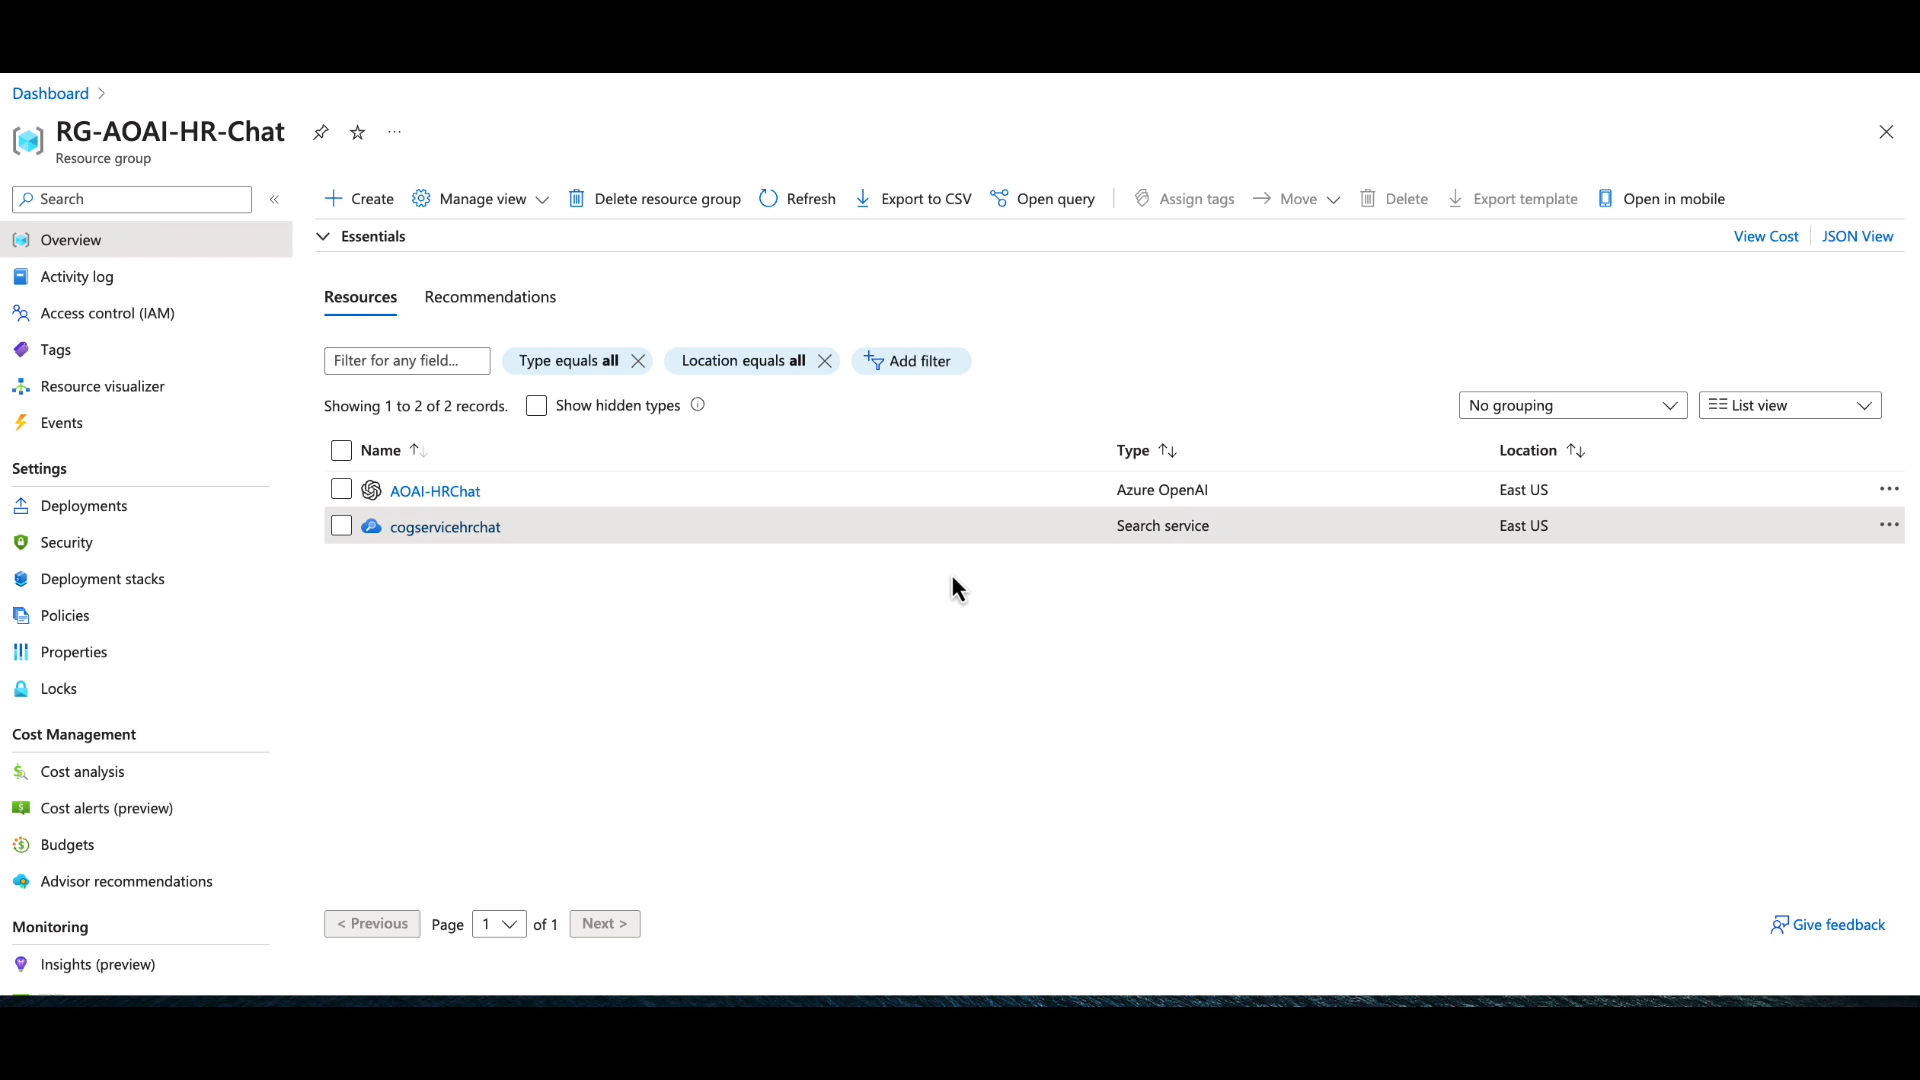 Dashboard
RG-AOAI-HR-Chat
Resource group
Search
Create Manage view Delete resource group Refresh Export to CSV Open query Assign tags Move Delete Export template Open in mobile
Essentials View Cost JSON View
Overview
Activity log
Access control (IAM)
Tags
Resource visualizer
Events
Settings
Deployments
Security
Deployment stacks
Policies
Properties
Locks
Cost Management
Cost analysis
Cost alerts (preview)
Budgets
Advisor recommendations
Monitoring
Insights (preview)
Resources Recommendations
Filter for any field... Type equals all Location equals all Add filter
Showing 1 to 2 of 2 records. Show hidden types No grouping List view
Name Type Location
AOAI-HRChat Azure OpenAI East US
cogservicehrchat Search service East US
< Previous Page 1 of 1 Next > Give feedback